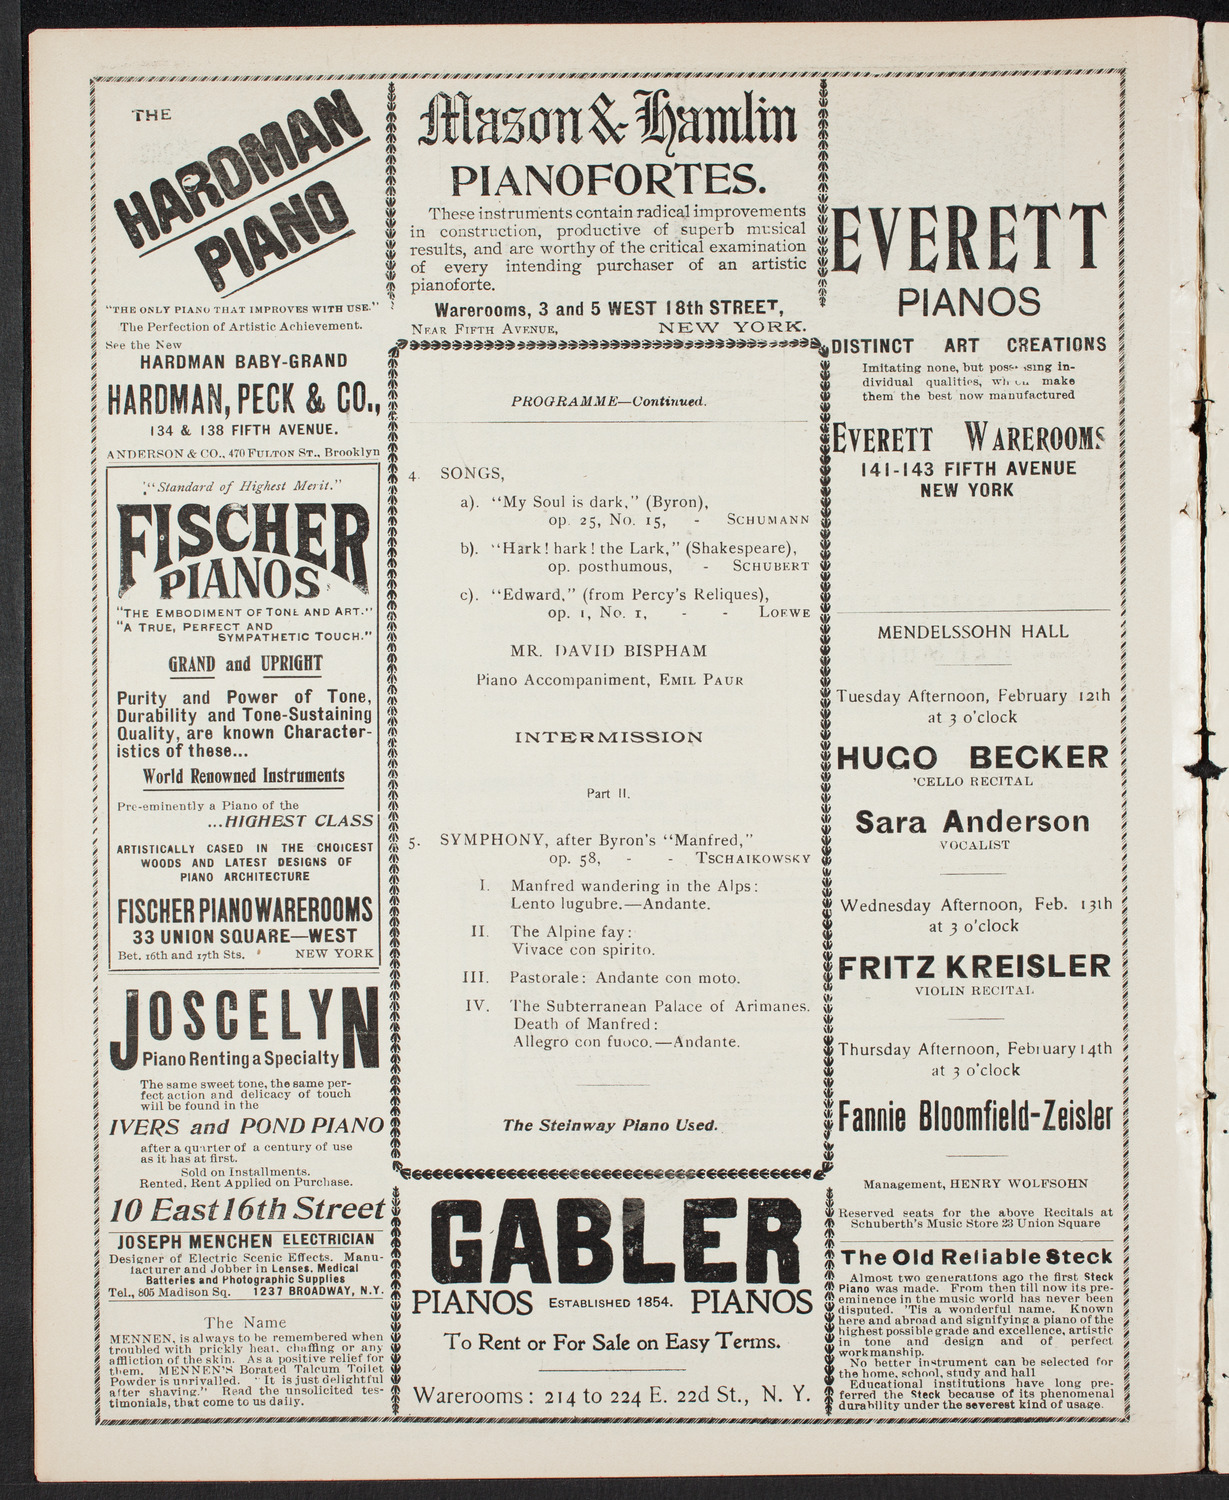 THE
HARDMAN
PIANO
"THE ONLY PIANO THAT IMPROVES WITH USE."
The Perfection of Artistic Achievement.
See the New
HARDMAN BABY-GRAND
HARDMAN, PECK & CO.,
134 & 138 FIFTH AVENUE.
ANDERSON & CO., 470 FULTON ST., Brooklyn
"Standard of Highest Merit."
FISCHER
PIANOS
"THE EMBODIMENT OF TONE AND ART."
"A TRUE, PERFECT AND
SYMPATHETIC TOUCH."
GRAND and UPRIGHT
Purity and Power of Tone,
Durability and Tone-Sustaining
Quality, are known Character-
istics of these...
World Renowned Instruments
Pre-eminently a Piano of the
...HIGHEST CLASS
ARTISTICALLY CASED IN THE CHOICEST
WOODS AND LATEST DESIGNS OF
PIANO ARCHITECTURE
FISCHER PIANO WAREROOMS
33 UNION SQUARE—WEST
Bet. 16th and 17th Sts. NEW YORK
JOSCELYN
Piano Renting a Specialty
The same sweet tone, the same per-
fect action and delicacy of touch
will be found in the
IVERS and POND PIANO
after a quarter of a century of use
as it has at first.
Sold on Installments.
Rented, Rent Applied on Purchase.
10 East 16th Street
JOSEPH MENCHEN ELECTRICIAN
Designer of Electric Scenic Effects. Manu-
facturer and Jobber in Lenses, Medical
Batteries and Photographic Supplies
Tel., 805 Madison Sq. 1237 BROADWAY, N.Y.
The Name
MENNEN, is always to be remembered when
troubled with prickly heat, chaffing or any
affliction of the skin. As a positive relief for
them. MENNEN'S Borated Talcum Toilet
Powder is unrivalled. "It is just delightful
after shaving." Read the unsolicited tes-
timonials, that come to us daily.
Mason & Hamlin
PIANOFORTES.
These instruments contain radical improvements
in construction, productive of superb musical
results, and are worthy of the critical examination
of every intending purchaser of an artistic
pianoforte.
Warerooms, 3 and 5 WEST 18th STREET,
NEAR FIFTH AVENUE, NEW YORK.
PROGRAMME—Continued.
4. SONGS,
a). "My Soul is dark," (Byron),
op. 25, No. 15, - SCHUMANN
b). "Hark! hark! the Lark," (Shakespeare),
op. posthumous, - SCHUBERT
c). "Edward," (from Percy's Reliques),
op. 1, No. 1, - - LOEWE
MR. DAVID BISPHAM
Piano Accompaniment, EMIL PAUR
INTERMISSION
Part II.
5. SYMPHONY, after Byron's "Manfred,"
op. 58, - - TSCHAIKOWSKY
I. Manfred wandering in the Alps:
Lento lugubre.—Andante.
II. The Alpine fay:
Vivace con spirito.
III. Pastorale: Andante con moto.
IV. The Subterranean Palace of Arimanes.
Death of Manfred:
Allegro con fuoco.—Andante.
The Steinway Piano Used.
GABLER
PIANOS ESTABLISHED 1854. PIANOS
To Rent or For Sale on Easy Terms.
Warerooms: 214 to 224 E. 22d St., N. Y.
EVERETT
PIANOS
DISTINCT ART CREATIONS
Imitating none, but possessing in-
dividual qualities, which make
them the best now manufactured
EVERETT WAREROOMS
141-143 FIFTH AVENUE
NEW YORK
MENDELSSOHN HALL
Tuesday Afternoon, February 12th
at 3 o'clock
HUGO BECKER
'CELLO RECITAL
Sara Anderson
VOCALIST
Wednesday Afternoon, Feb. 13th
at 3 o'clock
FRITZ KREISLER
VIOLIN RECITAL
Thursday Afternoon, February 14th
at 3 o'clock
Fannie Bloomfield-Zeisler
Management, HENRY WOLFSOHN
Reserved seats for the above Recitals at
Schuberth's Music Store 23 Union Square
The Old Reliable Steck
Almost two generations ago the first Steck
Piano was made. From then till now its pre-
eminence in the music world has never been
disputed. 'Tis a wonderful name. Known
here and abroad and signifying a piano of the
highest possible grade and excellence, artistic
in tone and design and of perfect
workmanship.
No better instrument can be selected for
the home, school, study and hall
Educational institutions have long pre-
ferred the Steck because of its phenomenal
durability under the severest kind of usage.